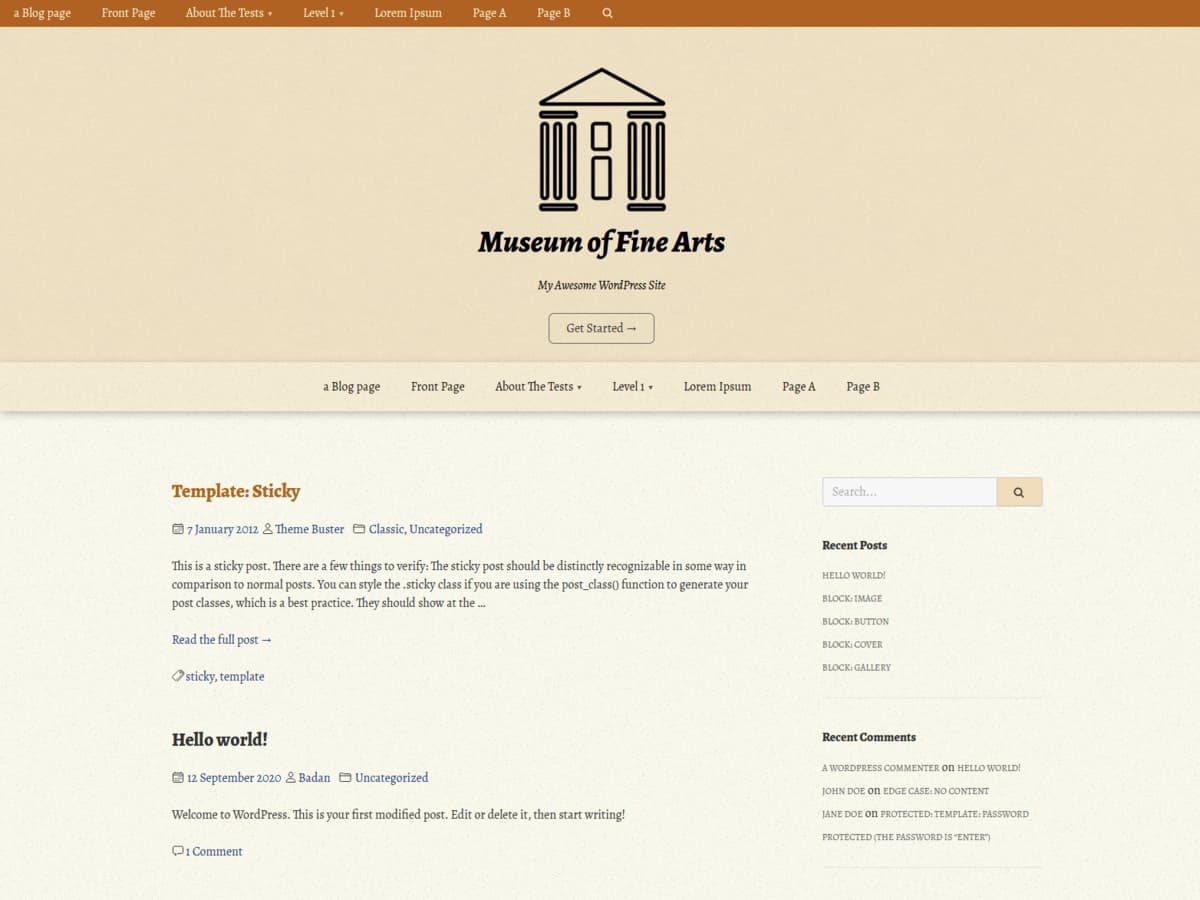 a Blog page Front Page About The Tests ▾ Level 1 ▾ Lorem Ipsum Page A Page B
Museum of Fine Arts
My Awesome WordPress Site
Get Started →
a Blog page Front Page About The Tests ▾ Level 1 ▾ Lorem Ipsum Page A Page B
Template: Sticky
7 January 2012 Theme Buster Classic, Uncategorized
This is a sticky post. There are a few things to verify: The sticky post should be distinctly recognizable in some way in
comparison to normal posts. You can style the .sticky class if you are using the post_class() function to generate your
post classes, which is a best practice. They should show at the ...
Read the full post →
sticky, template
Hello world!
12 September 2020 Badan Uncategorized
Welcome to WordPress. This is your first modified post. Edit or delete it, then start writing!
1 Comment
Search...
Recent Posts
HELLO WORLD!
BLOCK: IMAGE
BLOCK: BUTTON
BLOCK: COVER
BLOCK: GALLERY
Recent Comments
A WORDPRESS COMMENTER on HELLO WORLD!
JOHN DOE on EDGE CASE: NO CONTENT
JANE DOE on PROTECTED: TEMPLATE: PASSWORD
PROTECTED (THE PASSWORD IS “ENTER”)